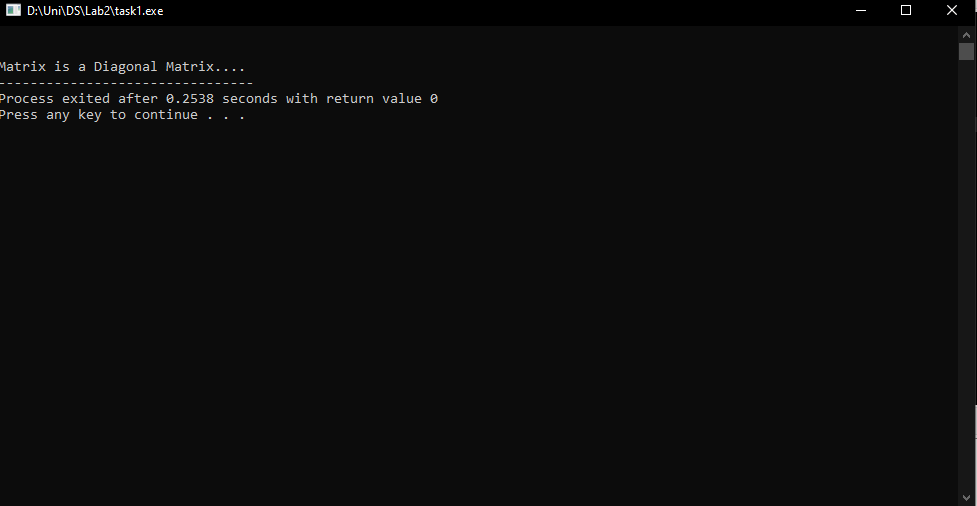 D:\Uni\DS\Lab2\task1.exe
Matrix is a Diagonal Matrix....
--------------------------------
Process exited after 0.2538 seconds with return value 0
Press any key to continue . . .